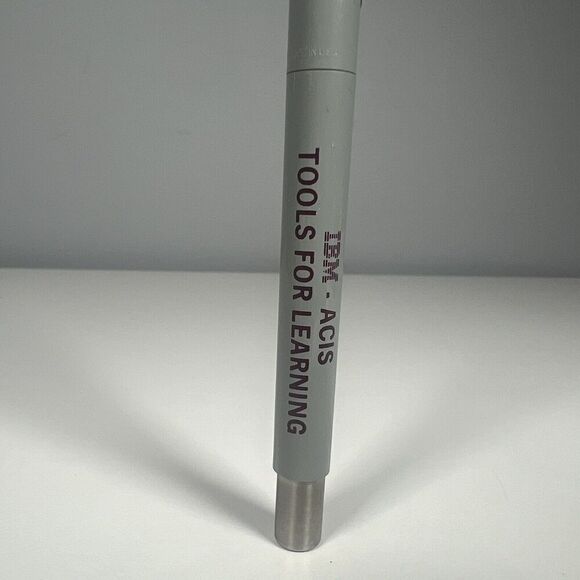 IBM - ACIS
TOOLS FOR LEARNING